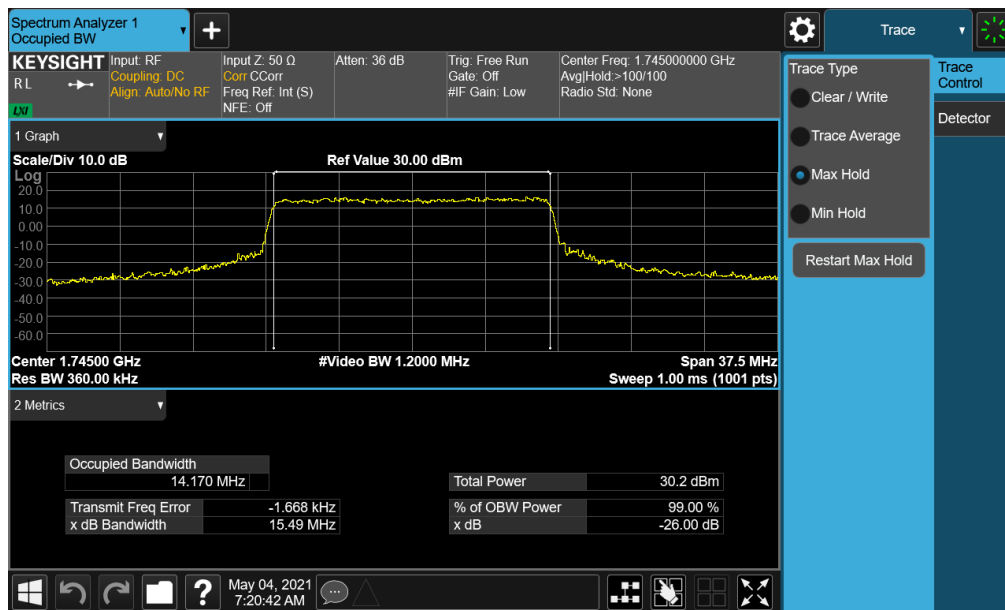 Spectrum Analyzer 1
Occupied BW
Trace
KEYSIGHT
R L
LXI
Input: RF
Coupling: DC
Align: Auto/No RF
Input Z: 50 Ω
Corr CCorr
Freq Ref: Int (S)
NFE: Off
Atten: 36 dB
Trig: Free Run
Gate: Off
#IF Gain: Low
Center Freq: 1.745000000 GHz
Avg|Hold:>100/100
Radio Std: None
1 Graph
Scale/Div 10.0 dB
Ref Value 30.00 dBm
Log
20.0
10.0
0.00
-10.0
-20.0
-30.0
-40.0
-50.0
-60.0
Center 1.74500 GHz
#Video BW 1.2000 MHz
Span 37.5 MHz
Res BW 360.00 kHz
Sweep 1.00 ms (1001 pts)
2 Metrics
Occupied Bandwidth
14.170 MHz
Total Power 30.2 dBm
Transmit Freq Error -1.668 kHz
% of OBW Power 99.00 %
x dB Bandwidth 15.49 MHz
x dB -26.00 dB
Trace Type
Clear / Write
Trace Average
Max Hold
Min Hold
Restart Max Hold
Trace
Control
Detector
?
May 04, 2021
7:20:42 AM